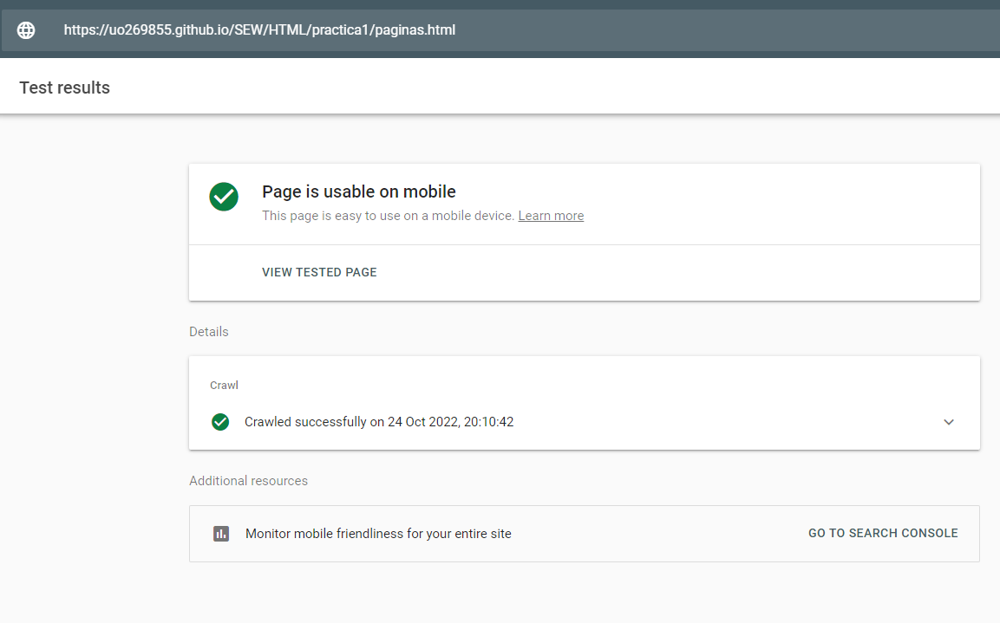 https://uo269855.github.io/SEW/HTML/practica1/paginas.html
Test results
Page is usable on mobile
This page is easy to use on a mobile device. Learn more
VIEW TESTED PAGE
Details
Crawl
Crawled successfully on 24 Oct 2022, 20:10:42
Additional resources
Monitor mobile friendliness for your entire site
GO TO SEARCH CONSOLE